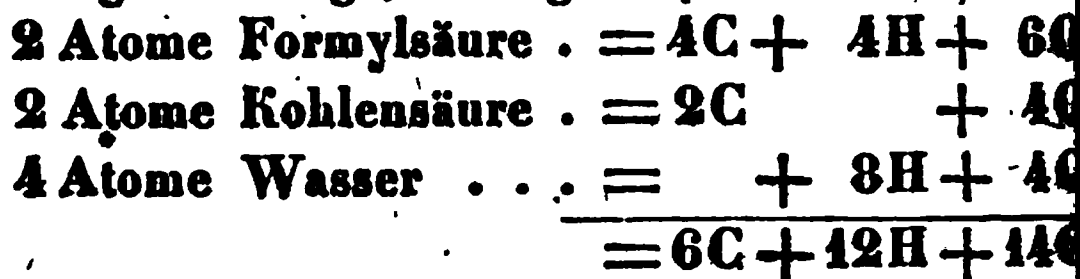 2 Atome Formylsäure . = 4C + 4H + 6O
2 Atome Kohlensäure . = 2C + 4O
4 Atome Wasser . . . = + 8H + 4O
= 6C + 12H + 14O